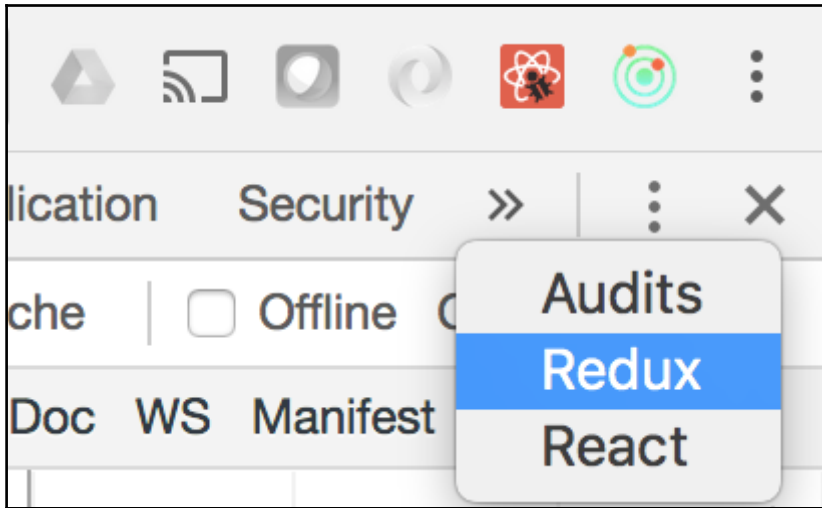 lication Security »
che Offline
Audits
Redux
React
Doc WS Manifest